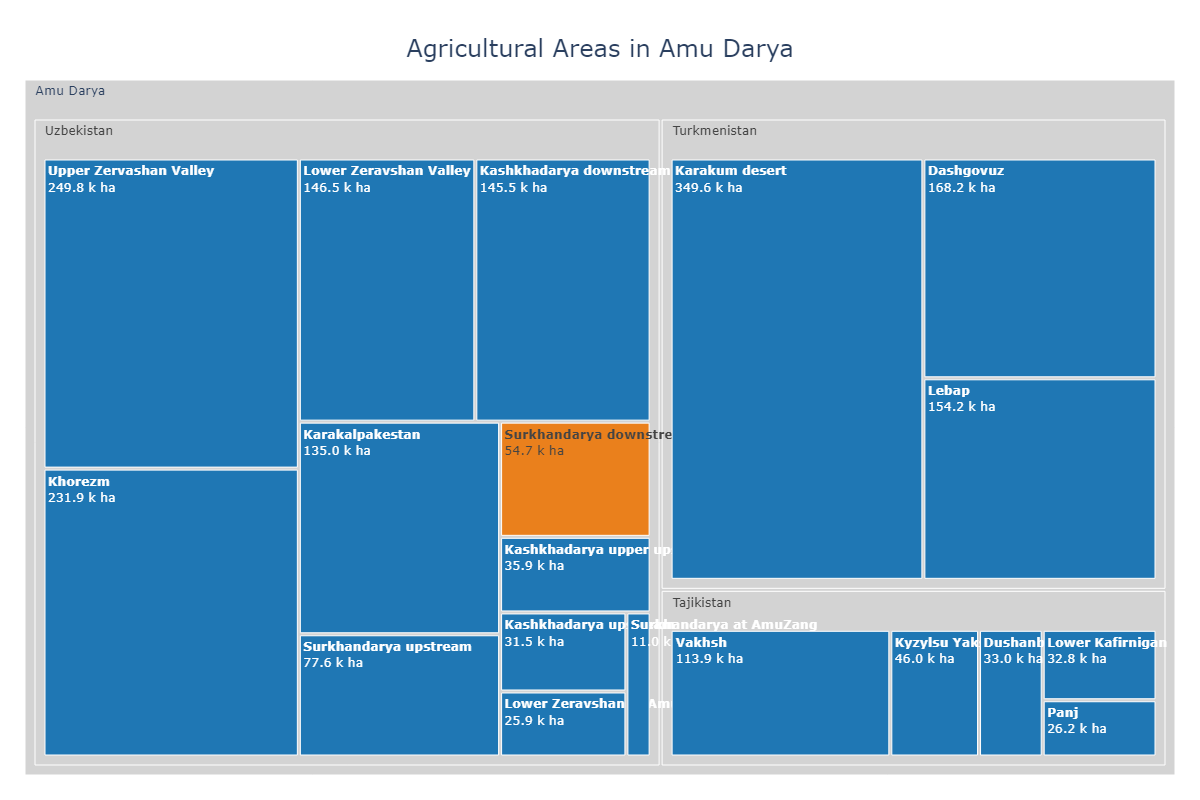 Agricultural Areas in Amu Darya
Amu Darya
Uzbekistan
Upper Zervashan Valley
249.8 k ha
Lower Zeravshan Valley
146.5 k ha
Kashkhadarya downstream
145.5 k ha
Khorezm
231.9 k ha
Karakalpakestan
135.0 k ha
Surkhandarya upstream
77.6 k ha
Surkhandarya downstre
54.7 k ha
Kashkhadarya upper up
35.9 k ha
Kashkhadarya up
31.5 k ha
Lower Zeravshan
25.9 k ha
Surkhandarya at AmuZang
11.0 k
Turkmenistan
Karakum desert
349.6 k ha
Dashgovuz
168.2 k ha
Lebap
154.2 k ha
Tajikistan
Vakhsh
113.9 k ha
Kyzylsu Yak
46.0 k ha
Dushanb
33.0 k ha
Lower Kafirnigan
32.8 k ha
Panj
26.2 k ha